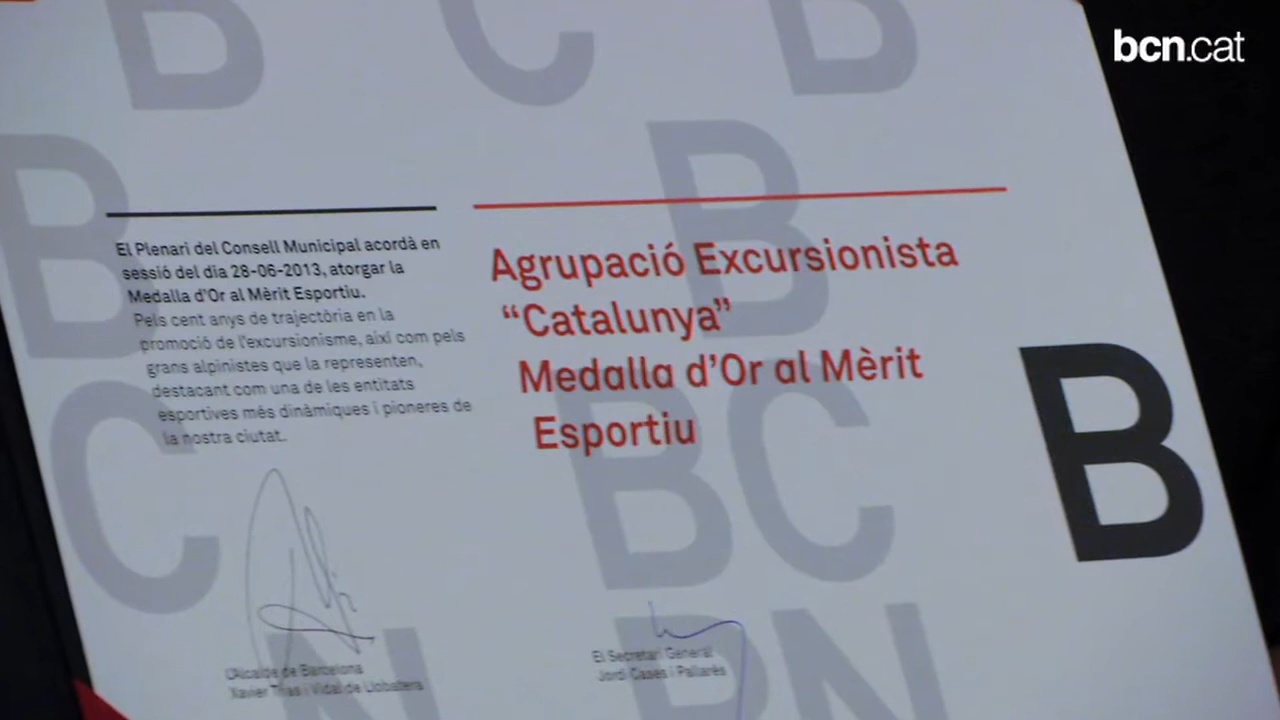 bcn.cat
B C B
B B
El Plenari del Consell Municipal acordà en
sessió del dia 28-06-2013, atorgar la
Medalla d'Or al Mèrit Esportiu.
Pels cent anys de trajectòria en la
promoció de l'excursionisme, així com pels
grans alpinistes que la representen,
destacant com una de les entitats
esportives més dinàmiques i pioneres de
la nostra ciutat.
Agrupació Excursionista
“Catalunya”
Medalla d'Or al Mèrit
Esportiu
B
C BC
N BN
L'Alcalde de Barcelona
Xavier Trias i Vidal de Llobatera
El Secretari General
Jordi Cases i Pallarès